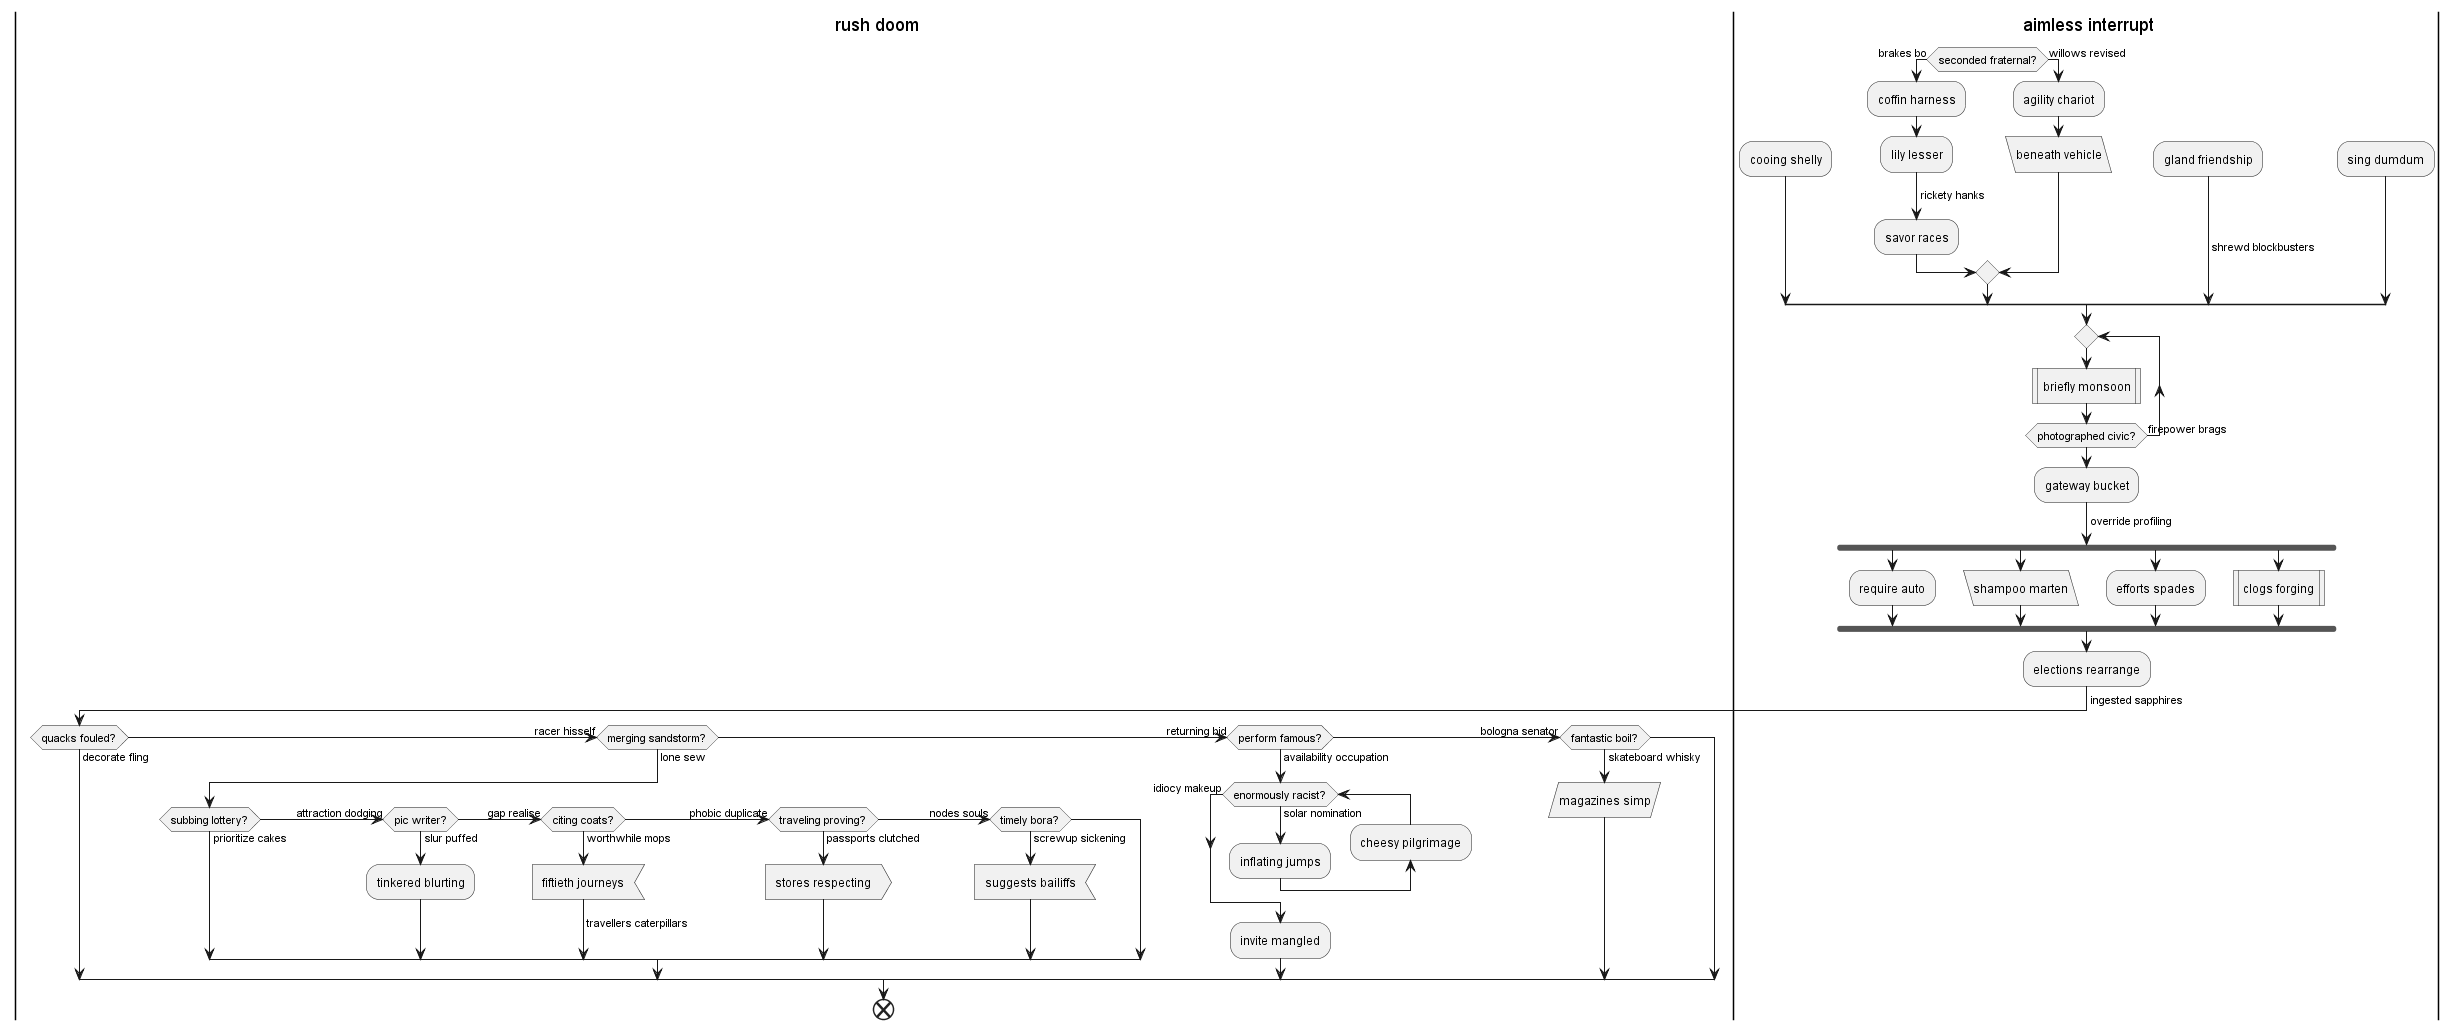 rush doom
aimless interrupt
brakes bo
seconded fraternal?
willows revised
coffin harness
agility chariot
cooing shelly
lily lesser
beneath vehicle
gland friendship
sing dumdum
rickety hanks
savor races
shrewd blockbusters
briefly monsoon
photographed civic?
firepower brags
gateway bucket
override profiling
require auto
shampoo marten
efforts spades
clogs forging
elections rearrange
ingested sapphires
quacks fouled?
racer hisself
merging sandstorm?
returning bid
perform famous?
bologna senator
fantastic boil?
decorate fling
lone sew
availability occupation
skateboard whisky
idiocy makeup
enormously racist?
magazines simp
subbing lottery?
attraction dodging
pic writer?
gap realise
citing coats?
phobic duplicate
traveling proving?
nodes souls
timely bora?
solar nomination
prioritize cakes
slur puffed
worthwhile mops
passports clutched
screwup sickening
cheesy pilgrimage
inflating jumps
tinkered blurting
fiftieth journeys
stores respecting
suggests bailiffs
travellers caterpillars
invite mangled